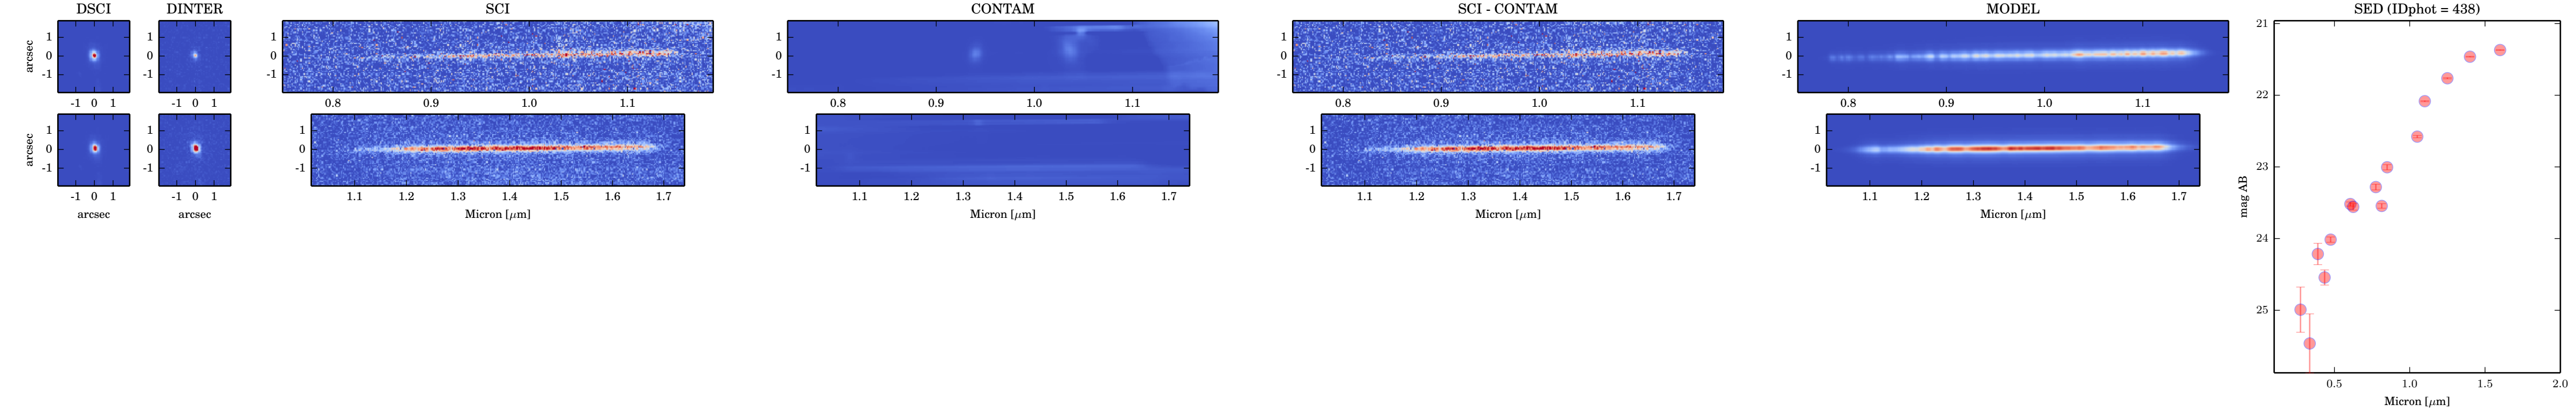 DSCI DINTER SCI CONTAM SCI - CONTAM MODEL SED (IDphot = 438)
arcsec 1 0 -1 1 0 -1 1 0 -1 1 0 -1 1 0 -1 1 0 -1 21
-1 0 1 -1 0 1 0.8 0.9 1.0 1.1 0.8 0.9 1.0 1.1 0.8 0.9 1.0 1.1 0.8 0.9 1.0 1.1 22
arcsec 1 0 -1 1 0 -1 1 0 -1 1 0 -1 1 0 -1 1 0 -1 23
-1 0 1 -1 0 1 1.1 1.2 1.3 1.4 1.5 1.6 1.7 1.1 1.2 1.3 1.4 1.5 1.6 1.7 1.1 1.2 1.3 1.4 1.5 1.6 1.7 1.1 1.2 1.3 1.4 1.5 1.6 1.7 mag AB
arcsec arcsec Micron [μm] Micron [μm] Micron [μm] Micron [μm]
24
25
0.5 1.0 1.5 2.0
Micron [μm]